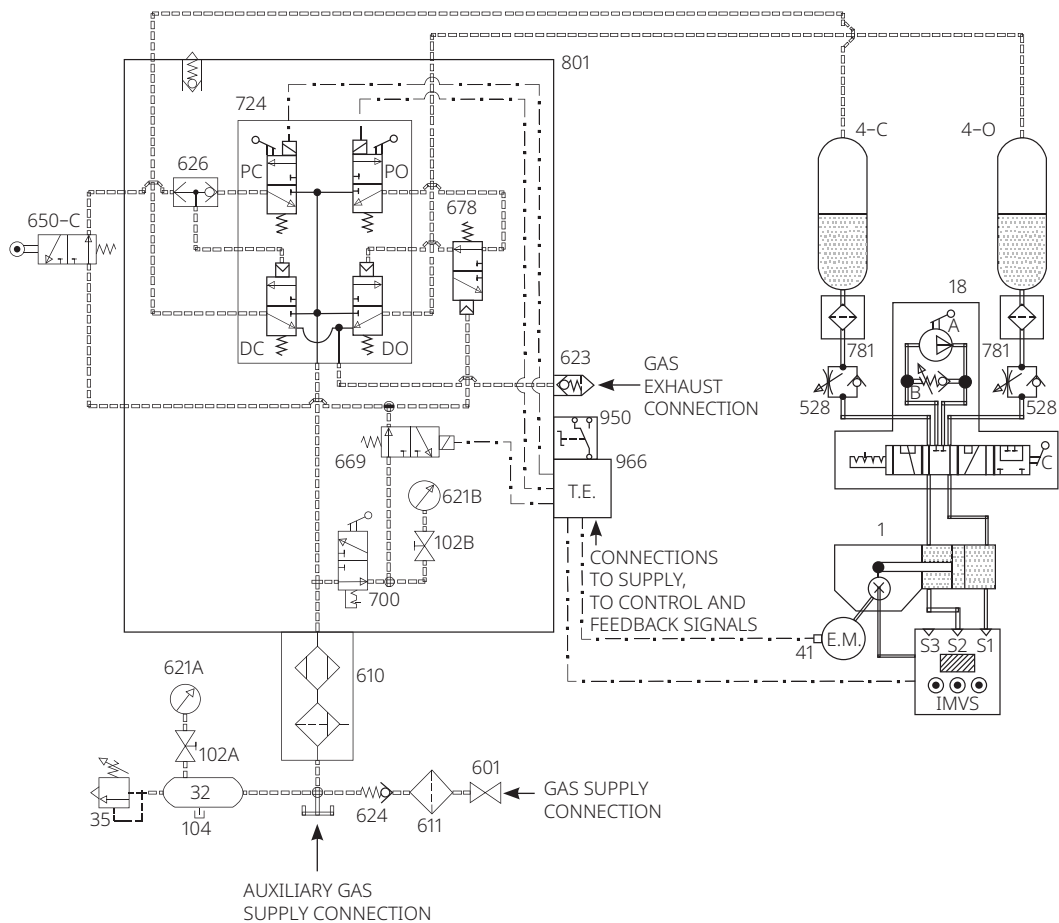 801
724
4-C
4-O
626
PC
PO
678
650-C
18
A
DC
DO
623
GAS
EXHAUST
CONNECTION
781
781
B
528
528
950
669
966
C
621B
T.E.
102B
1
CONNECTIONS
TO SUPPLY,
TO CONTROL AND
FEEDBACK SIGNALS
700
41
E.M.
S3 S2 S1
IMVS
621A
610
102A
601
GAS SUPPLY
CONNECTION
32
35
104
624
611
AUXILIARY GAS
SUPPLY CONNECTION